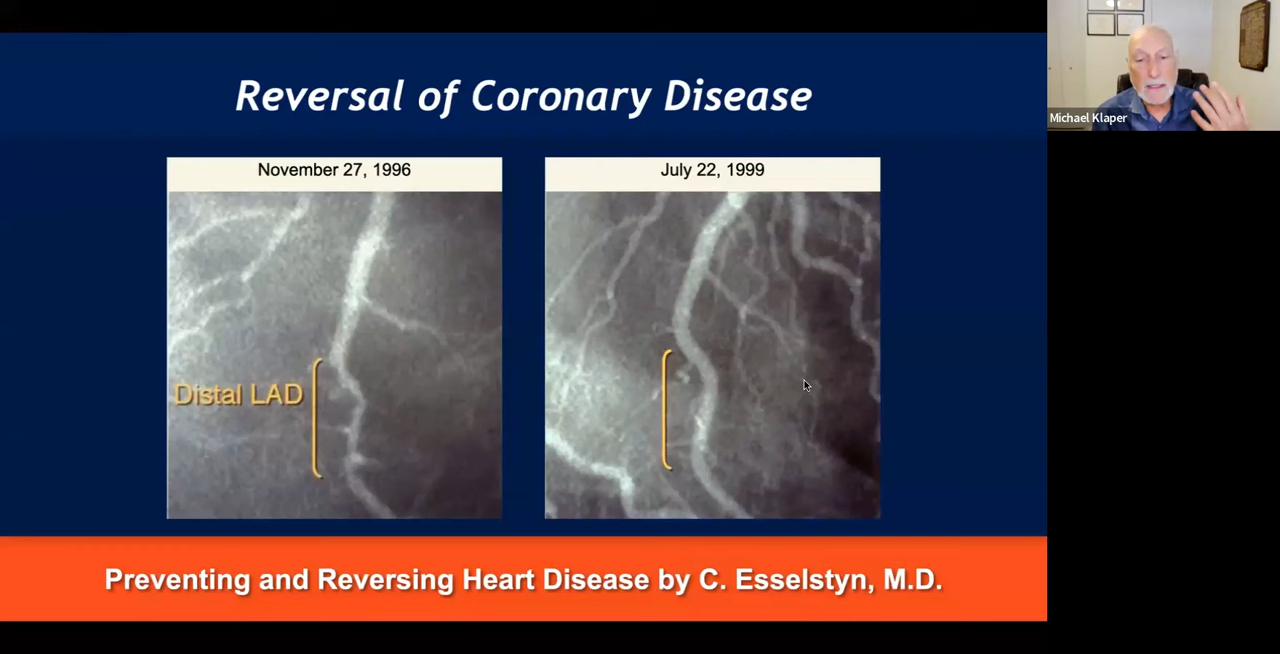 Reversal of Coronary Disease
Michael Klaper
November 27, 1996
July 22, 1999
Distal LAD
Preventing and Reversing Heart Disease by C. Esselstyn, M.D.